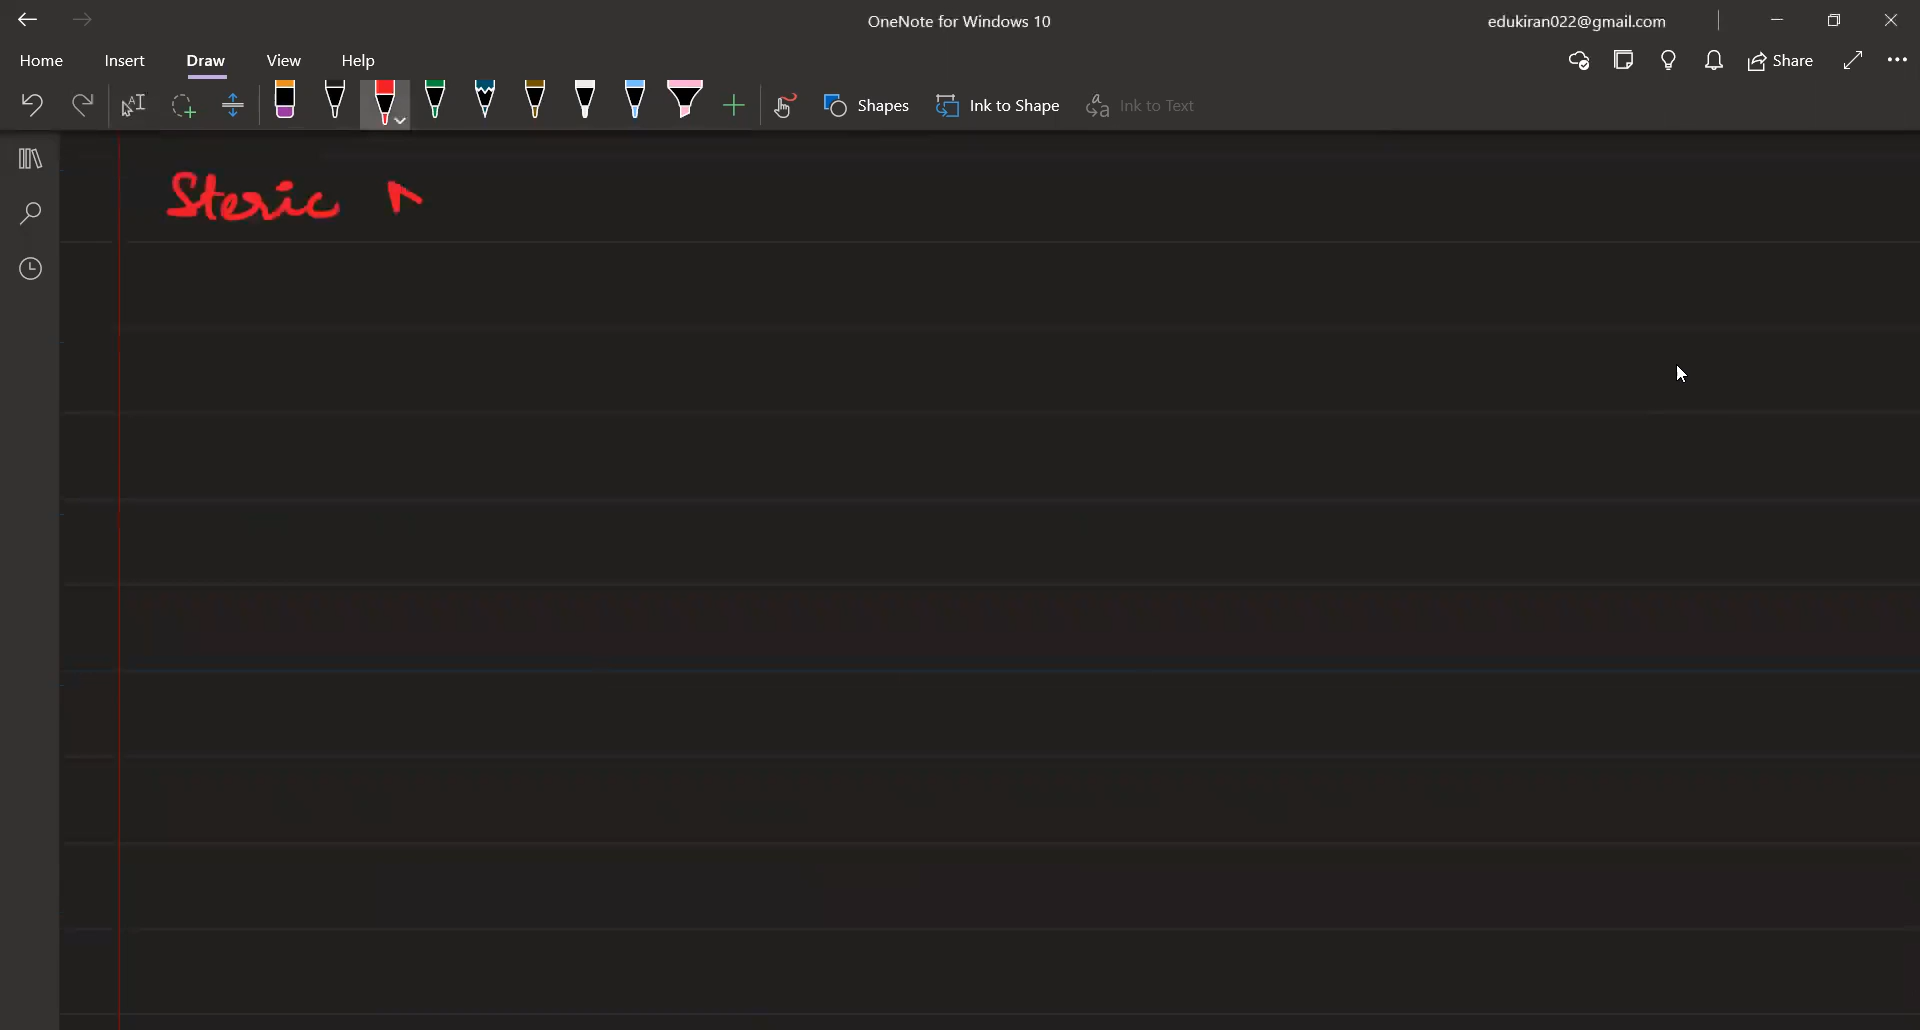 OneNote for Windows 10
edukiran022@gmail.com
Home Insert Draw View Help
Share
Shapes Ink to Shape Ink to Text
Steric